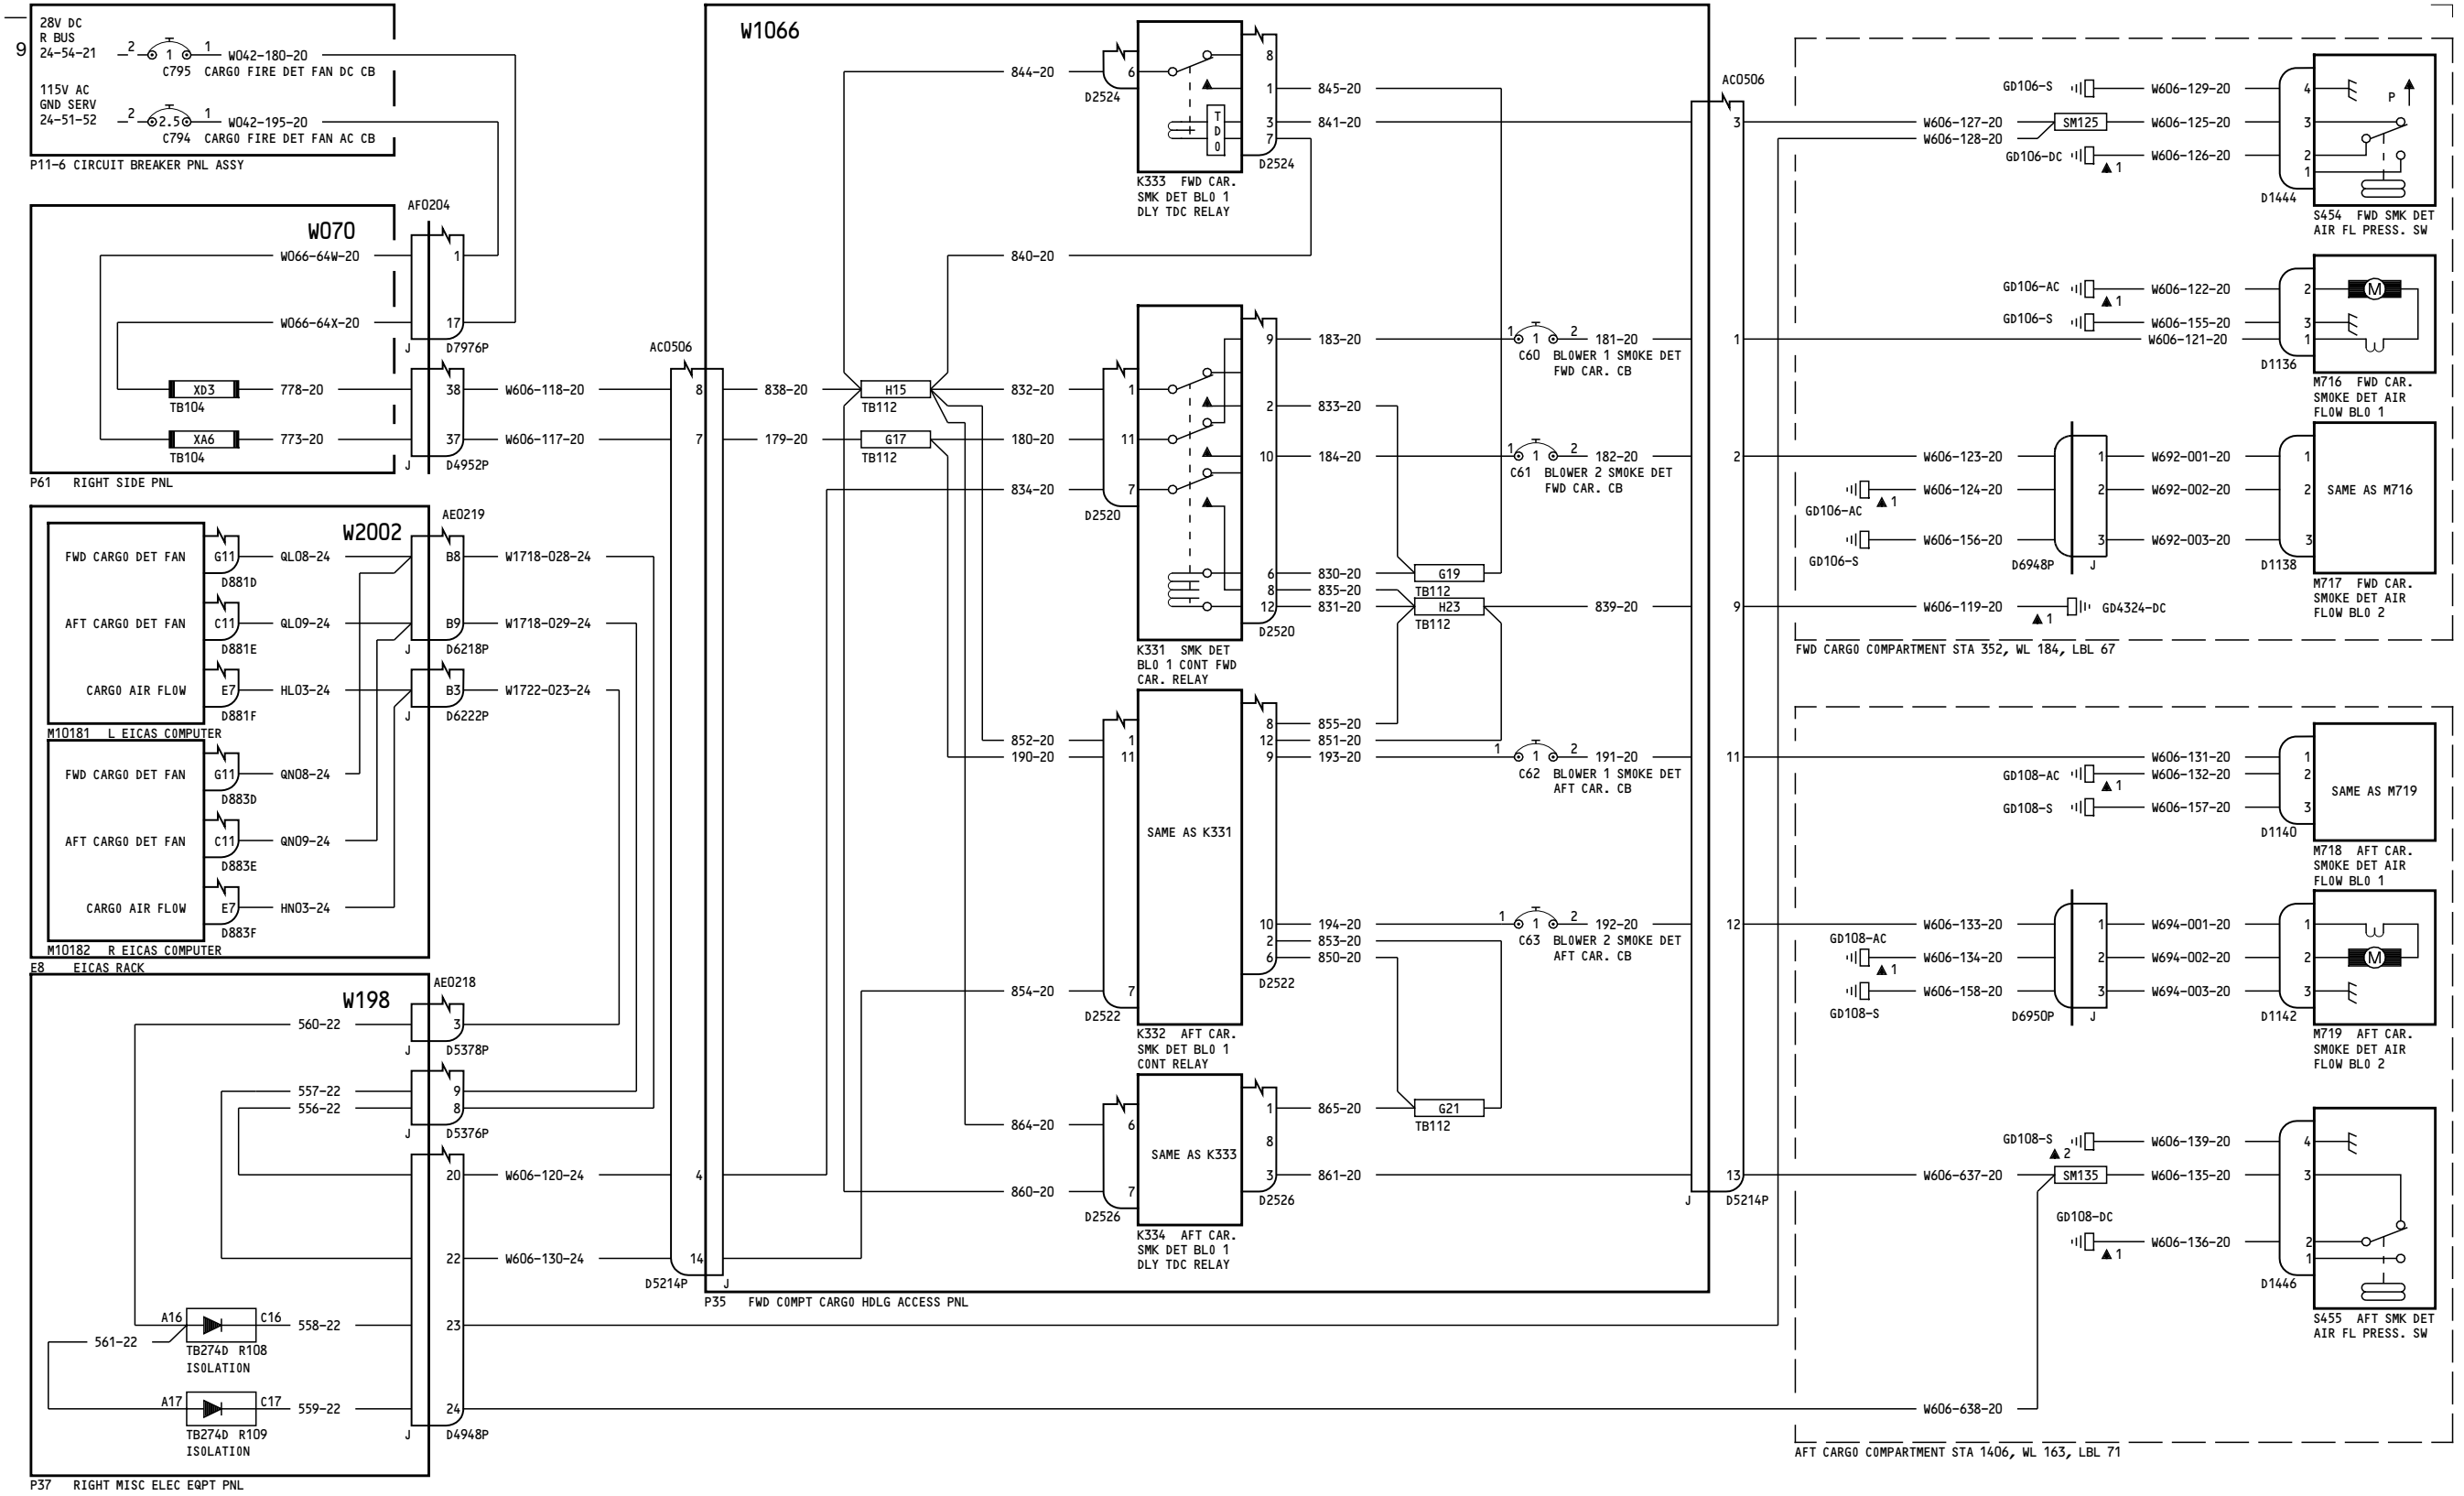 9
28V DC
R BUS
24-54-21
2 1 1 W042-180-20
C795 CARGO FIRE DET FAN DC CB
115V AC
GND SERV
24-51-52
2 2.5 1 W042-195-20
C794 CARGO FIRE DET FAN AC CB
P11-6 CIRCUIT BREAKER PNL ASSY
W070
AF0204
W066-64W-20
1
W066-64X-20
17
J D7976P
XD3 778-20 38 W606-118-20
TB104
XA6 773-20 37 W606-117-20
TB104
J D4952P
P61 RIGHT SIDE PNL
W2002
AE0219
FWD CARGO DET FAN G11 QL08-24 B8 W1718-028-24
D881D
AFT CARGO DET FAN C11 QL09-24 B9 W1718-029-24
D881E
J D6218P
CARGO AIR FLOW E7 HL03-24 B3 W1722-023-24
D881F
J D6222P
M10181 L EICAS COMPUTER
FWD CARGO DET FAN G11 QN08-24
D883D
AFT CARGO DET FAN C11 QN09-24
D883E
CARGO AIR FLOW E7 HN03-24
D883F
M10182 R EICAS COMPUTER
E8 EICAS RACK
W198
AE0218
560-22 3
J D5378P
557-22 9
556-22 8
J D5376P
20 W606-120-24
22 W606-130-24
A16 C16 558-22 23
561-22
TB274D R108
ISOLATION
A17 C17 559-22 24
TB274D R109
ISOLATION
J D4948P
P37 RIGHT MISC ELEC EQPT PNL
W1066
AC0506
8 838-20 H15 832-20 1
TB112
7 179-20 G17 180-20 11
TB112
834-20 7
D2520
4
14
D5214P J
P35 FWD COMPT CARGO HDLG ACCESS PNL
844-20 6
D2524
8
1 845-20
T
D
O
3 841-20
7
D2524
K333 FWD CAR.
SMK DET BLO 1
DLY TDC RELAY
840-20
9 183-20
2 833-20
10 184-20
6 830-20
8 835-20
12 831-20
D2520
K331 SMK DET
BLO 1 CONT FWD
CAR. RELAY
1 1 2 181-20
C60 BLOWER 1 SMOKE DET
FWD CAR. CB
1 1 2 182-20
C61 BLOWER 2 SMOKE DET
FWD CAR. CB
G19
TB112
H23
TB112
839-20
852-20 1
190-20 11
SAME AS K331
854-20 7
D2522
8 855-20
12 851-20
9 193-20
1 1 2 191-20
C62 BLOWER 1 SMOKE DET
AFT CAR. CB
10 194-20
2 853-20
6 850-20
D2522
1 1 2 192-20
C63 BLOWER 2 SMOKE DET
AFT CAR. CB
K332 AFT CAR.
SMK DET BLO 1
CONT RELAY
864-20 6
SAME AS K333
860-20 7
D2526
1 865-20 G21
TB112
8
3 861-20
D2526
K334 AFT CAR.
SMK DET BLO 1
DLY TDC RELAY
AC0506
3
1
2
9
11
12
13
J D5214P
GD106-S W606-129-20 4
P
W606-127-20 SM125 W606-125-20 3
W606-128-20
GD106-DC 1 W606-126-20 2
1
D1444
S454 FWD SMK DET
AIR FL PRESS. SW
GD106-AC 1 W606-122-20 2 M
GD106-S W606-155-20 3
W606-121-20 1
D1136
M716 FWD CAR.
SMOKE DET AIR
FLOW BLO 1
W606-123-20 1 W692-001-20 1
GD106-AC 1 W606-124-20 2 W692-002-20 2 SAME AS M716
GD106-S W606-156-20 3 W692-003-20 3
D6948P J D1138
M717 FWD CAR.
SMOKE DET AIR
FLOW BLO 2
W606-119-20 1 GD4324-DC
FWD CARGO COMPARTMENT STA 352, WL 184, LBL 67
W606-131-20 1
GD108-AC 1 W606-132-20 2
SAME AS M719
GD108-S W606-157-20 3
D1140
M718 AFT CAR.
SMOKE DET AIR
FLOW BLO 1
W606-133-20 1 W694-001-20 1
GD108-AC 1 W606-134-20 2 W694-002-20 2 M
GD108-S W606-158-20 3 W694-003-20 3
D6950P J D1142
M719 AFT CAR.
SMOKE DET AIR
FLOW BLO 2
GD108-S 2 W606-139-20 4
W606-637-20 SM135 W606-135-20 3
GD108-DC 1 W606-136-20 2
1
D1446
S455 AFT SMK DET
AIR FL PRESS. SW
W606-638-20
AFT CARGO COMPARTMENT STA 1406, WL 163, LBL 71